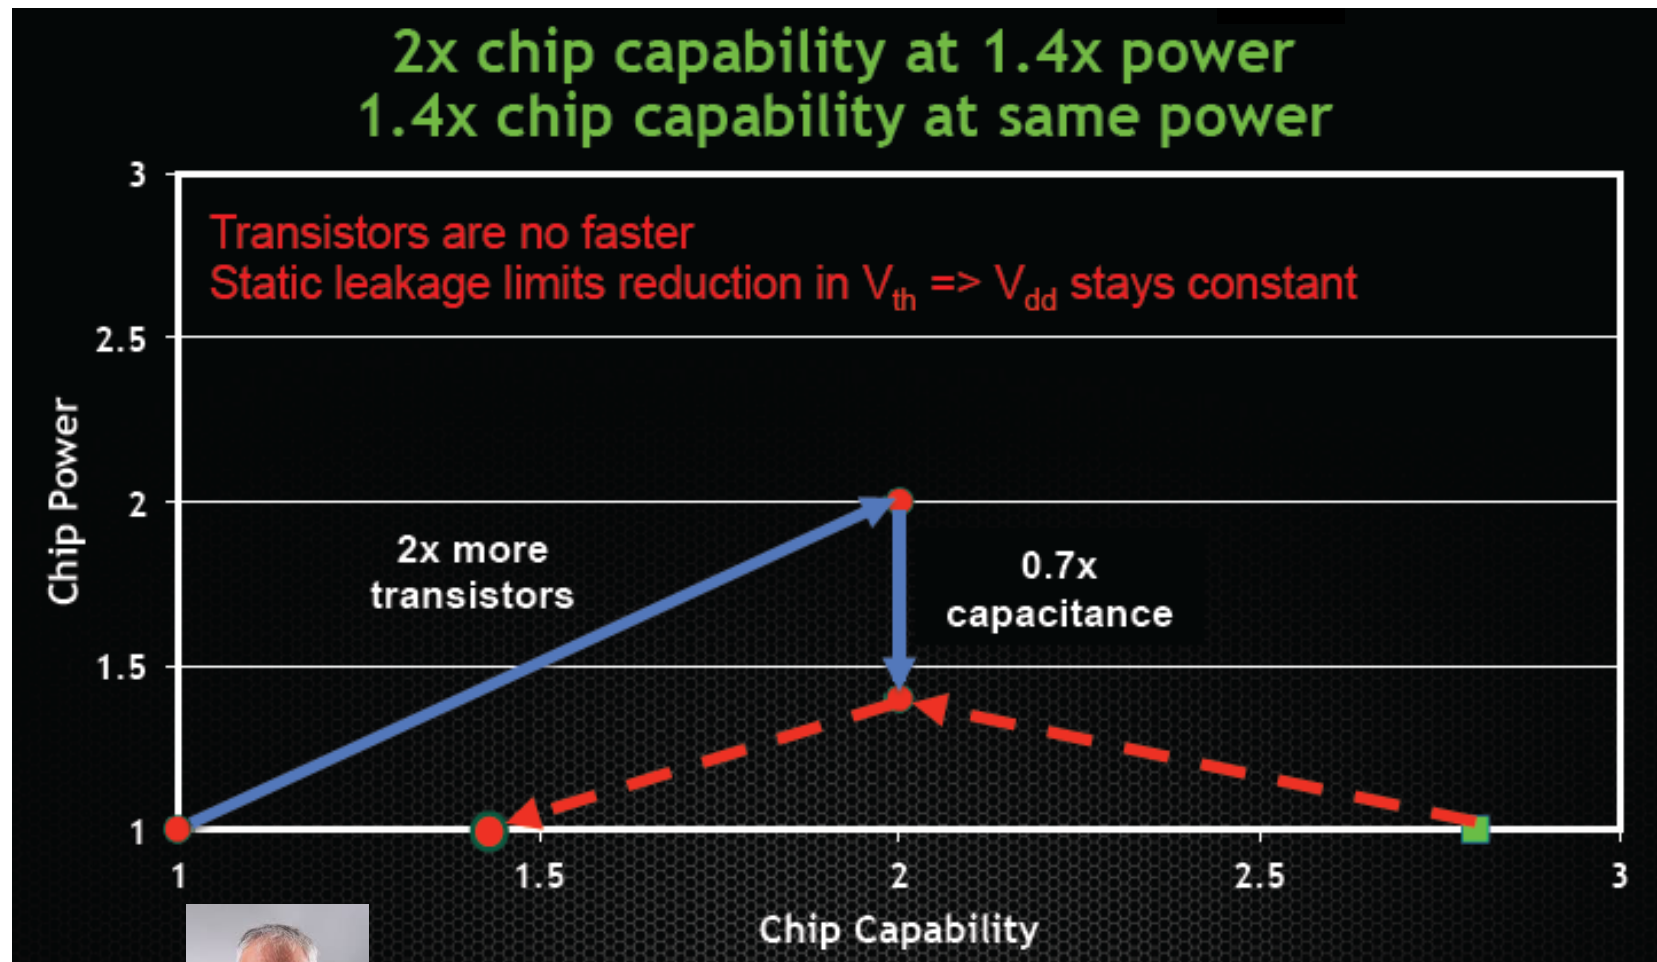 2x chip capability at 1.4x power
1.4x chip capability at same power
3
Transistors are no faster
Static leakage limits reduction in Vth => Vdd stays constant
2.5
Chip Power
2
2x more
transistors
0.7x
capacitance
1.5
1
1
1.5
2
2.5
3
Chip Capability